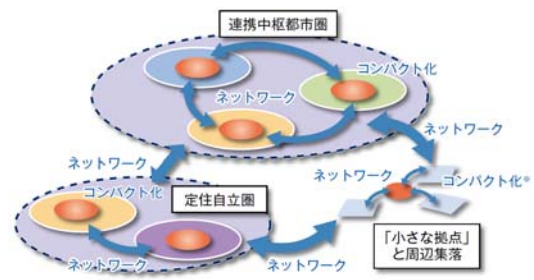 連携中枢都市圏
コンパクト化
ネットワーク
ネットワーク
ネットワーク
ネットワーク
コンパクト化※
コンパクト化
定住自立圏
ネットワーク
ネットワーク
「小さな拠点」
と周辺集落